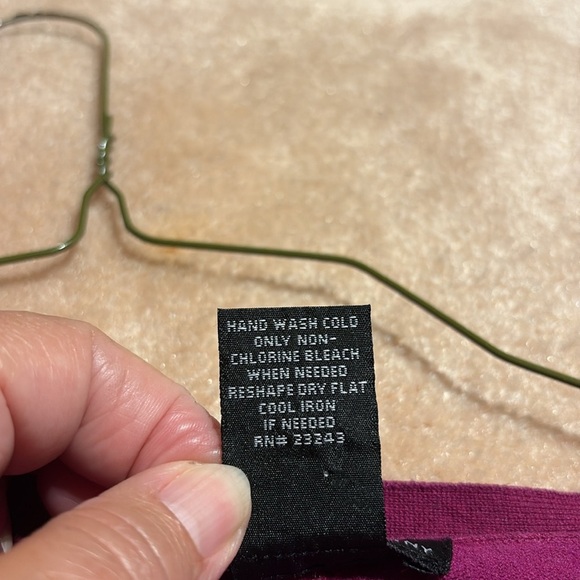 HAND WASH COLD
ONLY NON-
CHLORINE BLEACH
WHEN NEEDED
RESHAPE DRY FLAT
COOL IRON
IF NEEDED
RN# 23243